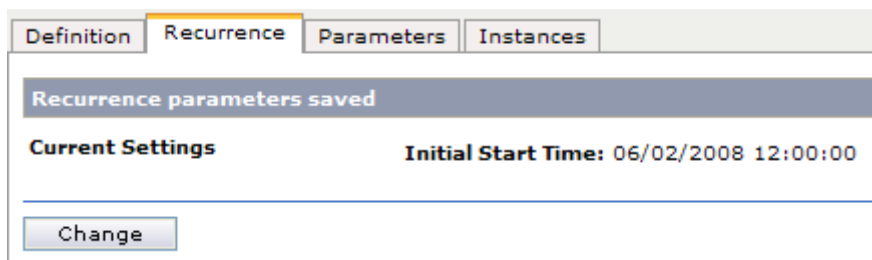 Definition Recurrence Parameters Instances
Recurrence parameters saved
Current Settings Initial Start Time: 06/02/2008 12:00:00
Change